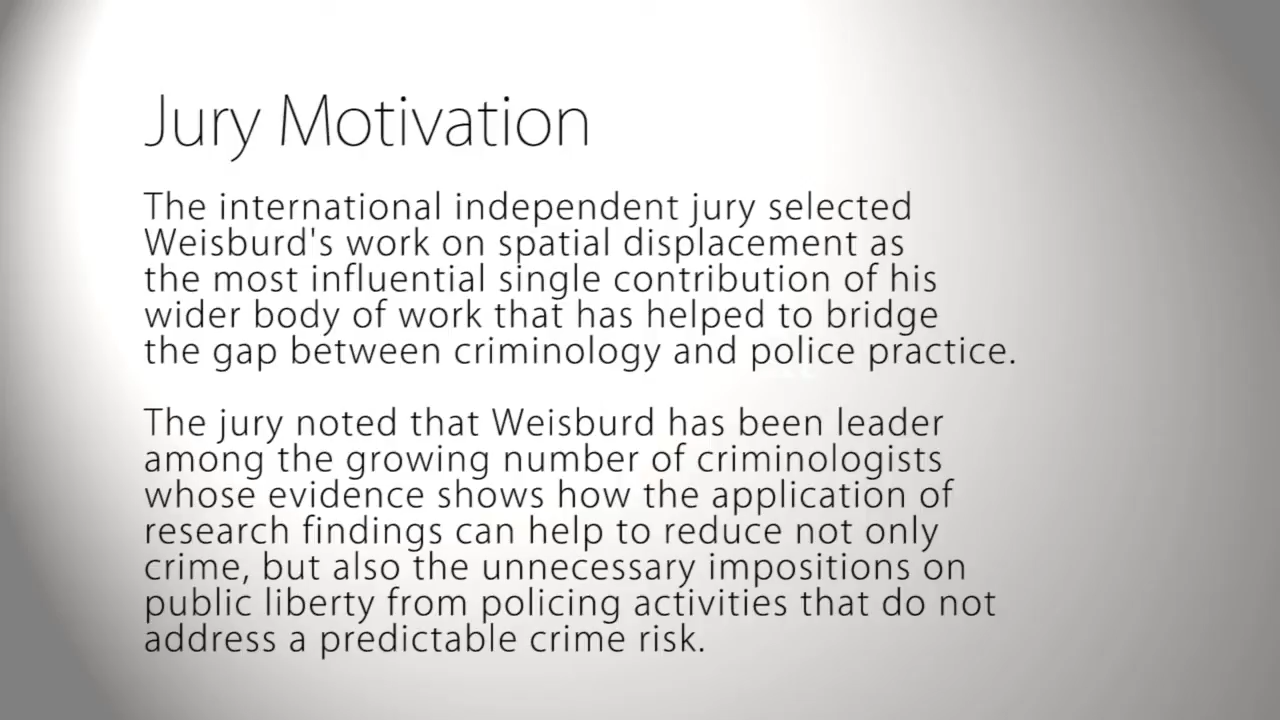 Jury Motivation
The international independent jury selected
Weisburd's work on spatial displacement as
the most influential single contribution of his
wider body of work that has helped to bridge
the gap between criminology and police practice.
The jury noted that Weisburd has been leader
among the growing number of criminologists
whose evidence shows how the application of
research findings can help to reduce not only
crime, but also the unnecessary impositions on
public liberty from policing activities that do not
address a predictable crime risk.